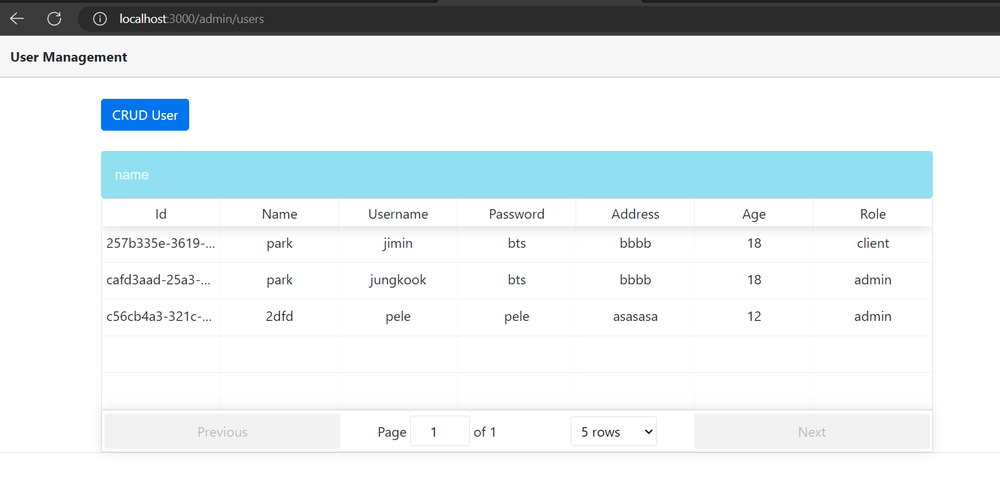 localhost:3000/admin/users
User Management
CRUD User
name
Id Name Username Password Address Age Role
257b335e-3619-... park jimin bts bbbb 18 client
cafd3aad-25a3-... park jungkook bts bbbb 18 admin
c56cb4a3-321c-... 2dfd pele pele asasasa 12 admin
Previous Page 1 of 1 5 rows Next